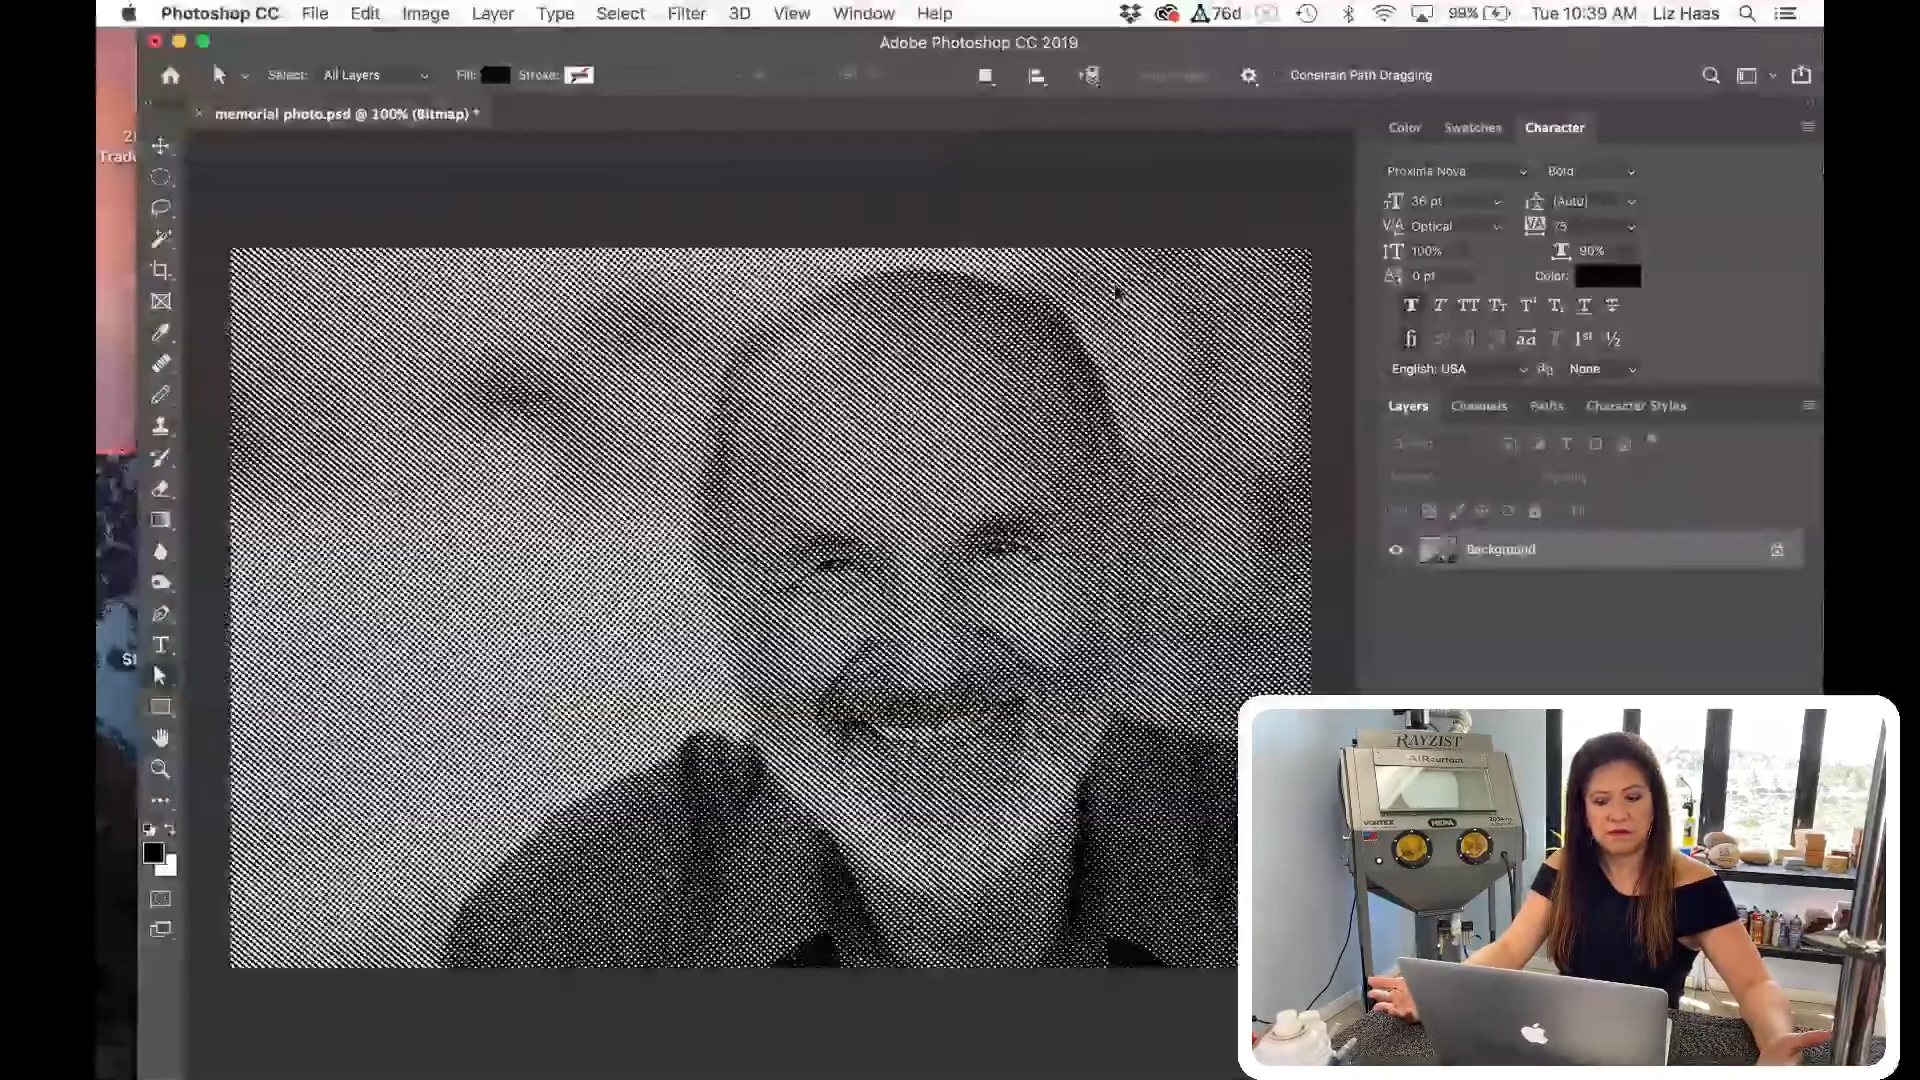 Photoshop CC File Edit Image Layer Type Select Filter 3D View Window Help 76d 98% Tue 10:39 AM Liz Haas
Adobe Photoshop CC 2019
Select: All Layers Fill: Stroke: Constrain Path Dragging
memorial photo.psd @ 100% (Bitmap) *
Color Swatches Character
Proxima Nova Bold
36 pt (Auto)
Optical 75
100% 90%
0 pt Color:
English: USA aa None
Layers Channels Paths Character Styles
Background
RAYZIST
AIRcurtain
VORTEX HEPA